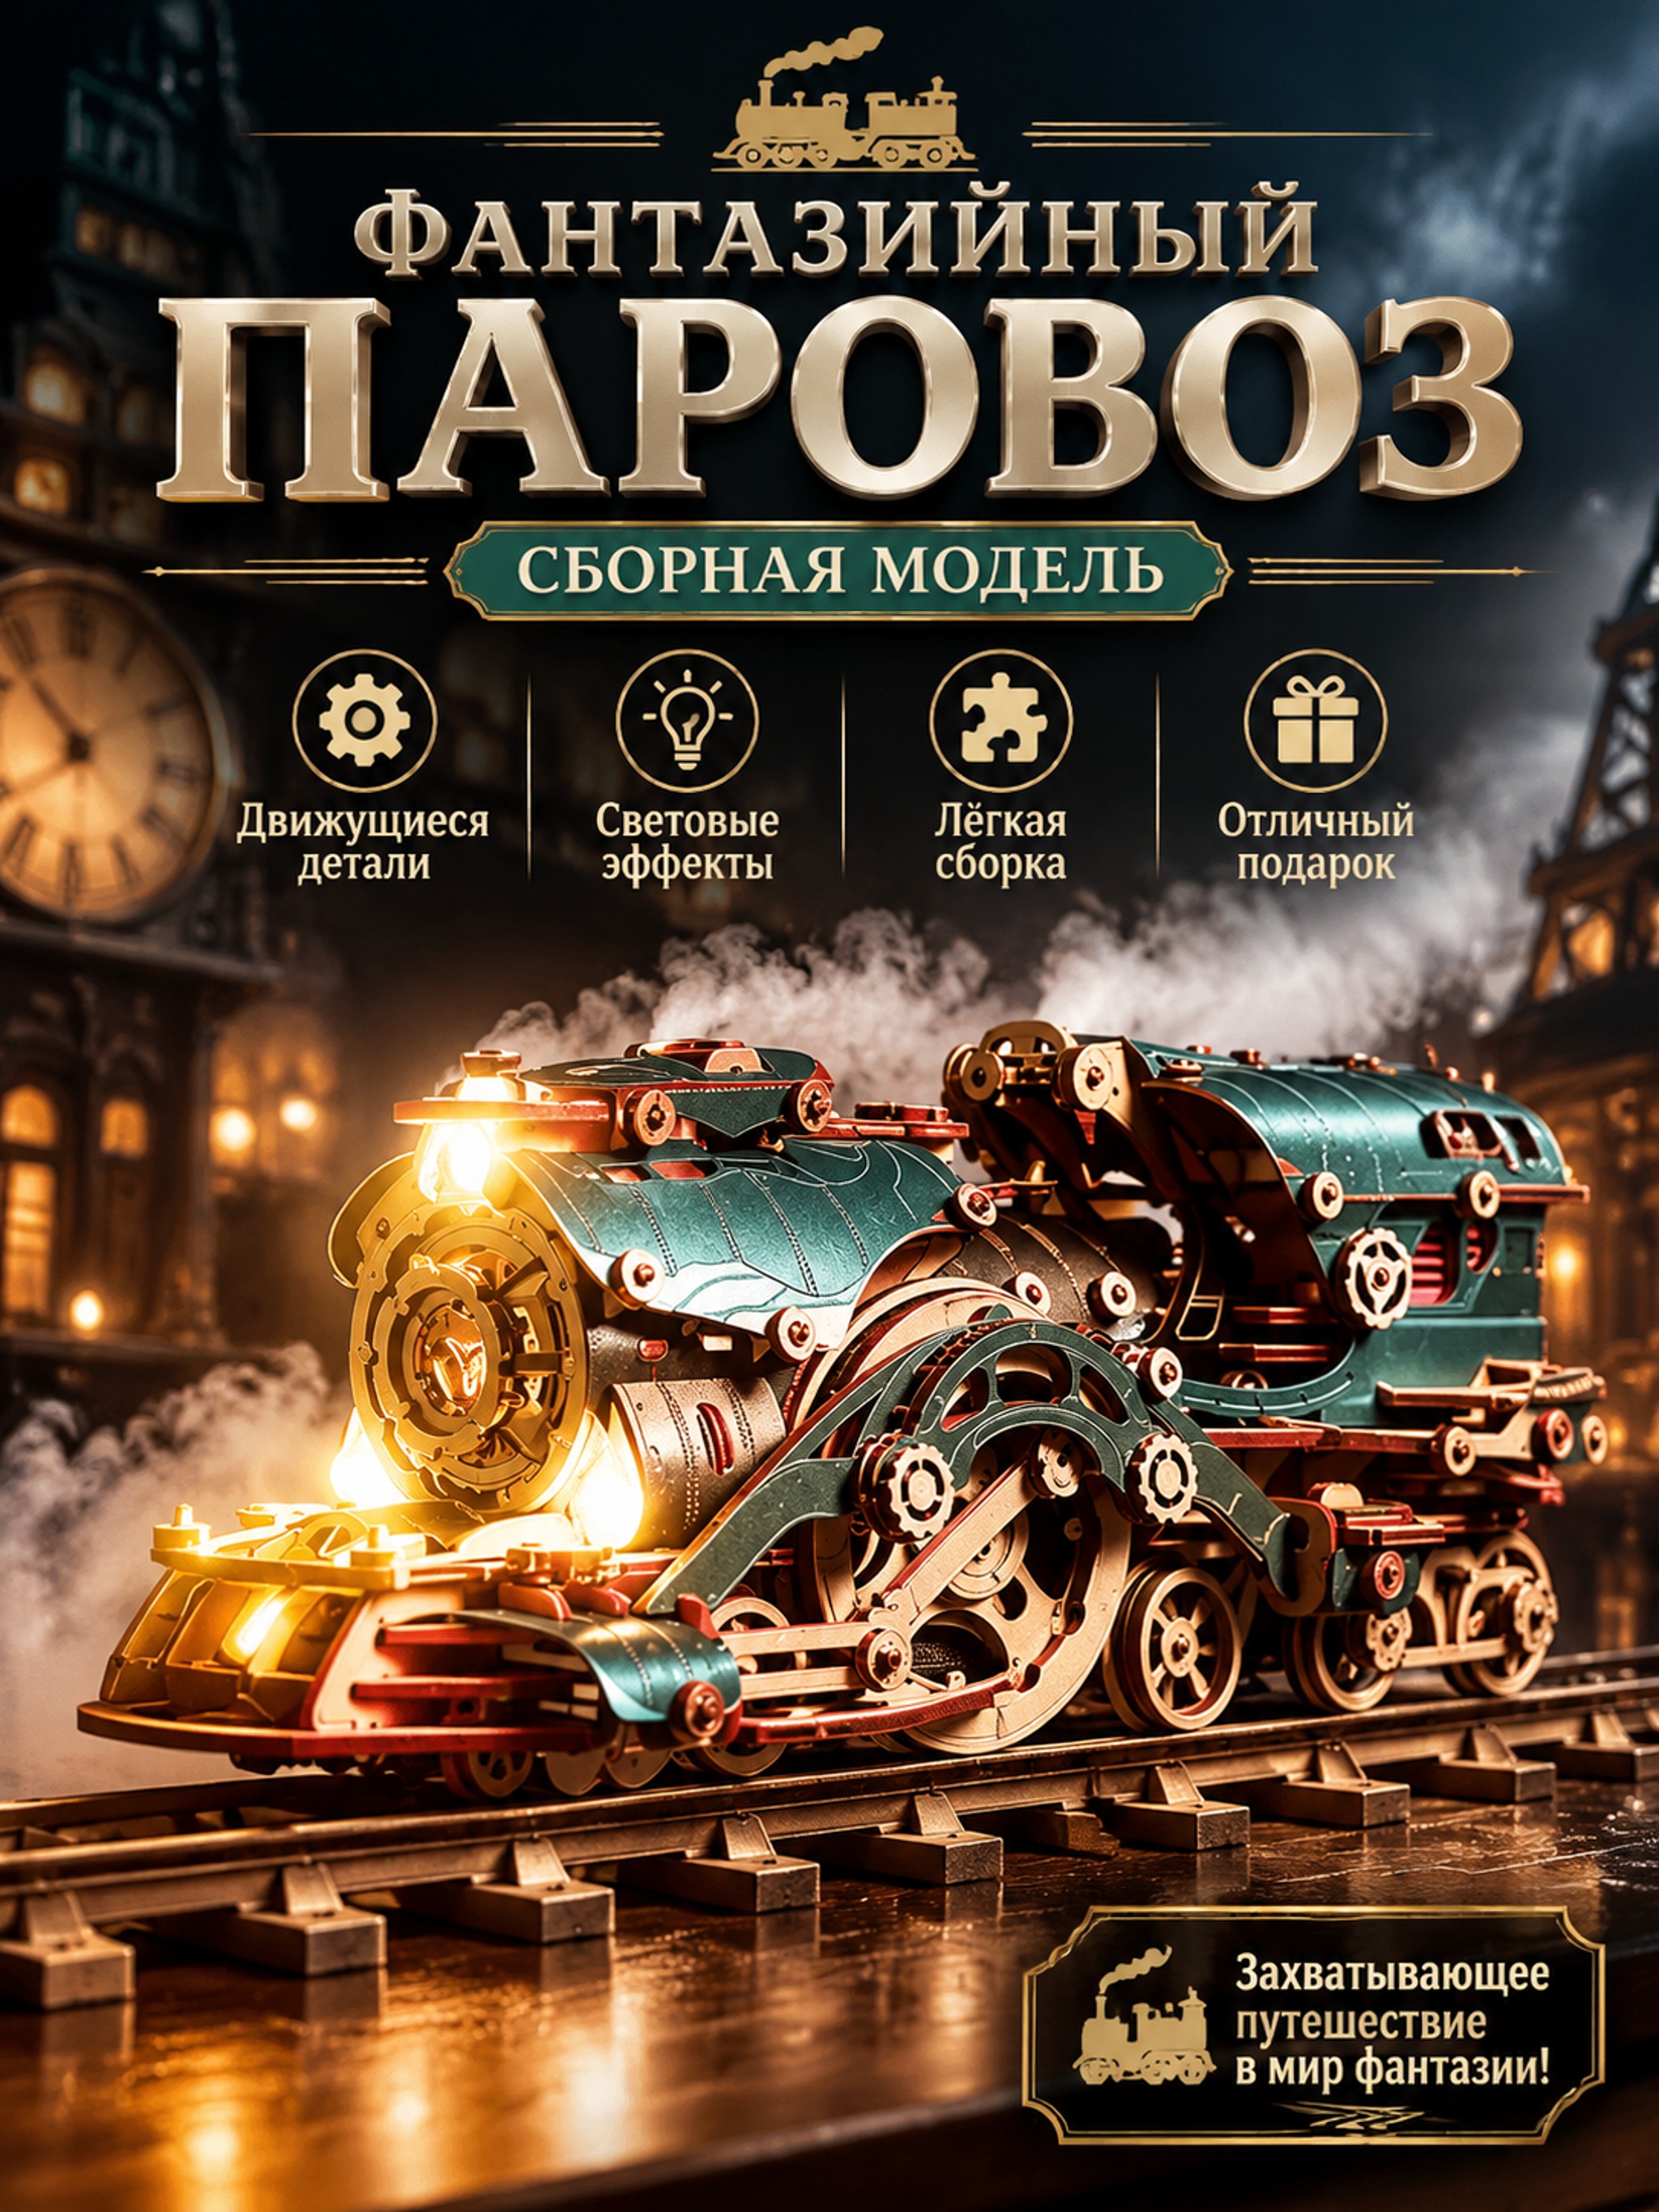 ФАНТАЗИЙНЫЙ
ПАРОВОЗ
СБОРНАЯ МОДЕЛЬ
Движущиеся
детали
Световые
эффекты
Лёгкая
сборка
Отличный
подарок
Захватывающее
путешествие
в мир фантазии!